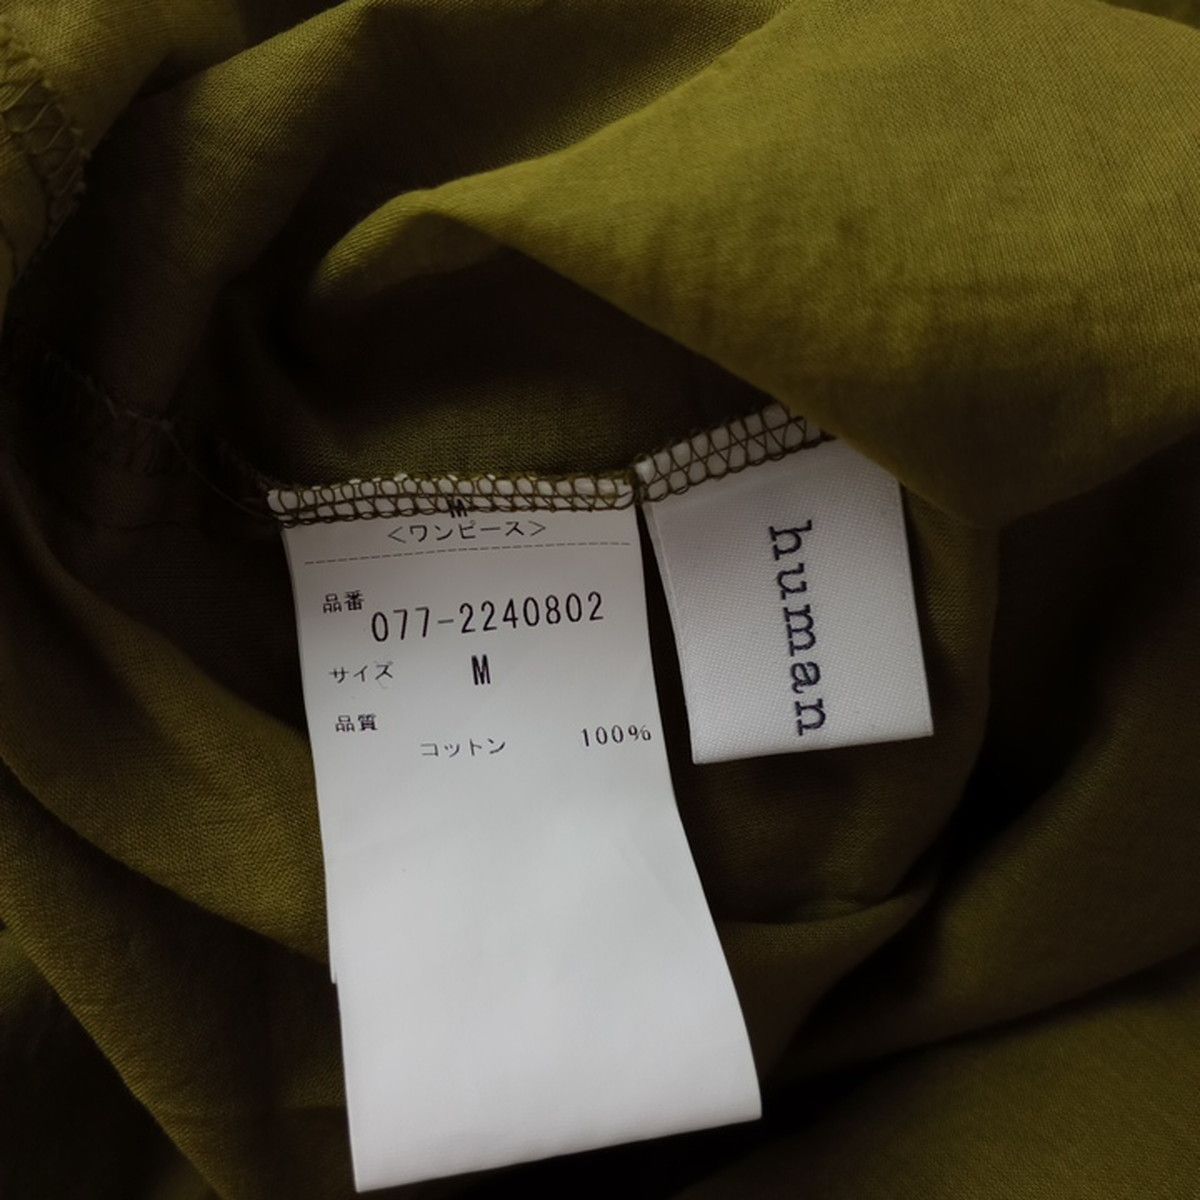 M
<ワンピース>
品番 077-2240802
サイズ M
品質
コットン 100%
human